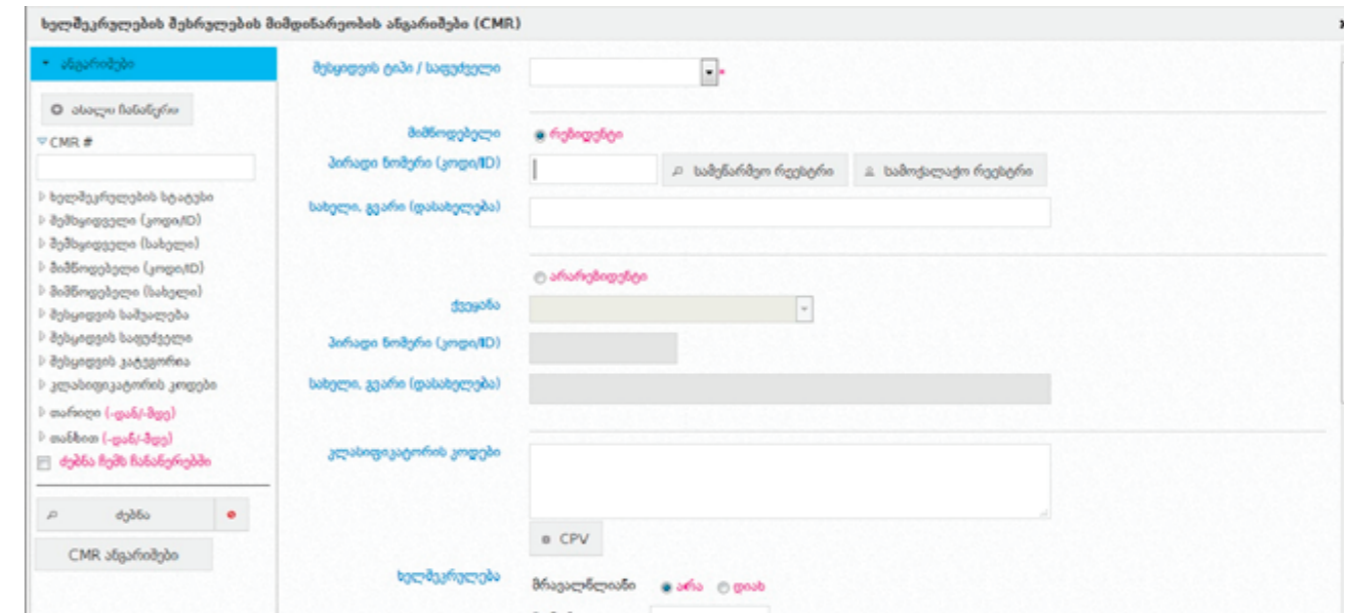 ხელშეკრულების შესრულების მიმდინარეობის ანგარიშები (CMR)
ანგარიშები
ახალი ჩანაწერი
CMR #
ხელშეკრულების სტატუსი
შემსყიდველი (კოდი/ID)
შემსყიდველი (სახელი)
მიმწოდებელი (კოდი/ID)
მიმწოდებელი (სახელი)
შესყიდვის საშუალება
შესყიდვის საფუძველი
შესყიდვის კატეგორია
კლასიფიკატორის კოდები
თარიღი (-დან/-მდე)
თანხით (-დან/-მდე)
ძებნა ჩემს ჩანაწერებში
ძებნა
CMR ანგარიშები
შესყიდვის ტიპი / საფუძველი
მიმწოდებელი რეზიდენტი
პირადი ნომერი (კოდი/ID) სამეწარმეო რეესტრი სამოქალაქო რეესტრი
სახელი, გვარი (დასახელება)
არარეზიდენტი
ქვეყანა
პირადი ნომერი (კოდი/ID)
სახელი, გვარი (დასახელება)
კლასიფიკატორის კოდები
CPV
ხელშეკრულება მრავალწლიანი არა დიახ